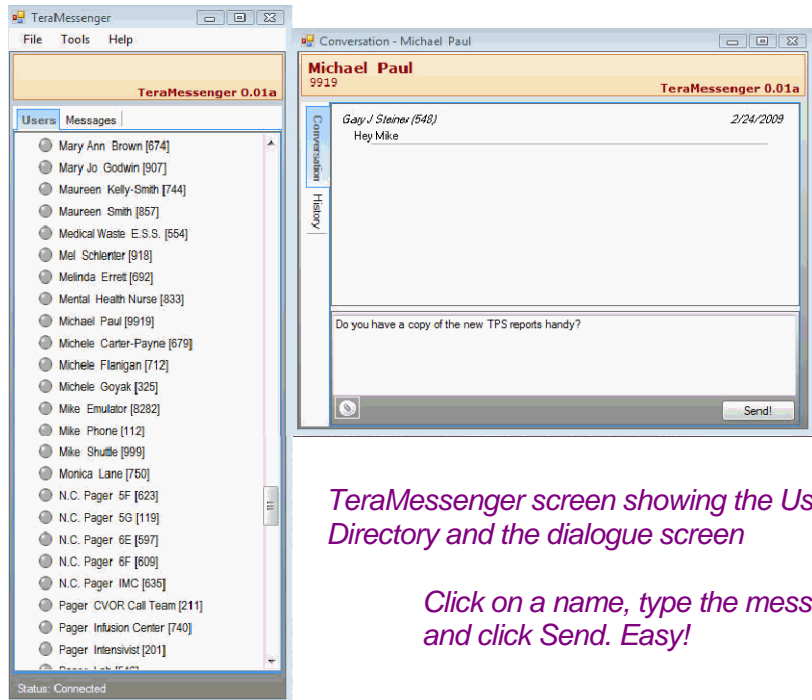 TeraMessenger
File Tools Help
TeraMessenger 0.01a
Users Messages
Mary Ann Brown [674]
Mary Jo Godwin [907]
Maureen Kelly-Smith [744]
Maureen Smith [857]
Medical Waste E.S.S. [554]
Mel Schlenter [918]
Melinda Errett [692]
Mental Health Nurse [833]
Michael Paul [9919]
Michele Carter-Payne [679]
Michele Flanigan [712]
Michele Goyak [325]
Mike Emulator [8282]
Mike Phone [112]
Mike Shuttle [999]
Monica Lane [750]
N.C. Pager 5F [623]
N.C. Pager 5G [119]
N.C. Pager 6E [597]
N.C. Pager 6F [609]
N.C. Pager IMC [635]
Pager CVOR Call Team [211]
Pager Infusion Center [740]
Pager Intensivist [201]
Status: Connected
Conversation - Michael Paul
Michael Paul
9919
TeraMessenger 0.01a
Conversation
History
Gary J Steiner (548) 2/24/2009
Hey Mike
Do you have a copy of the new TPS reports handy?
Send!
TeraMessenger screen showing the Us
Directory and the dialogue screen
Click on a name, type the mess
and click Send. Easy!